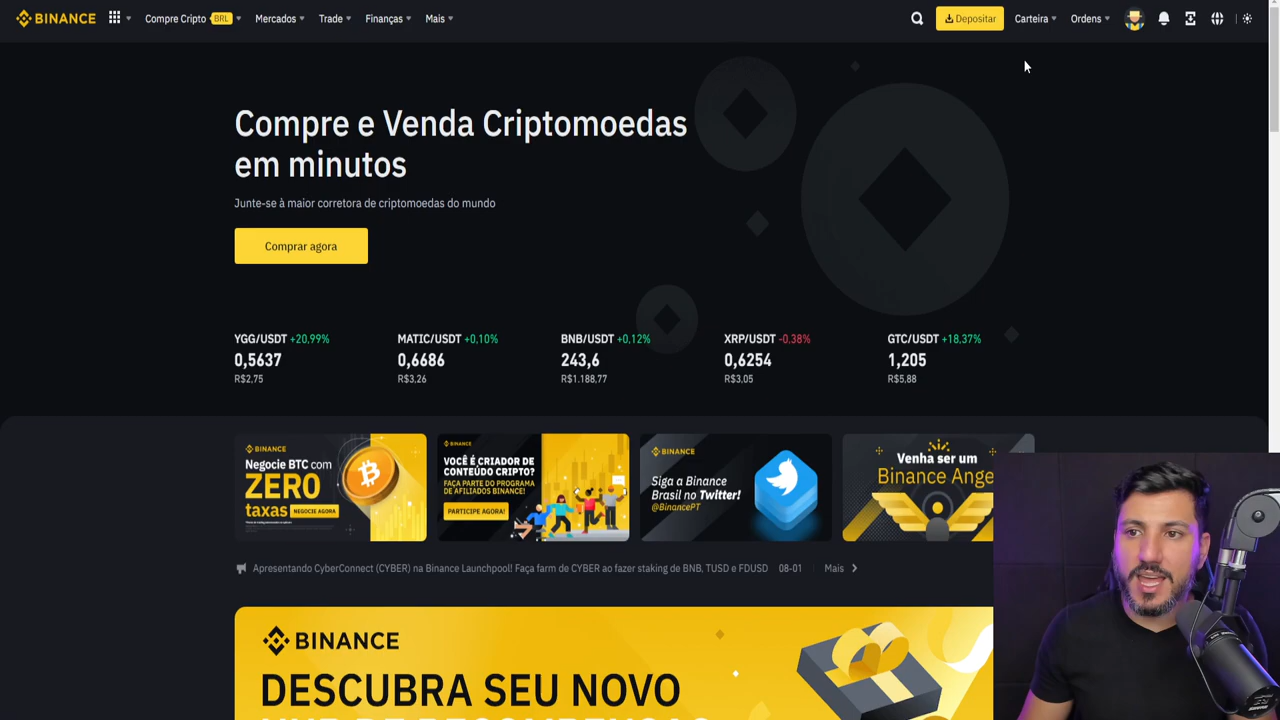 BINANCE
Compre Cripto BRL
Mercados
Trade
Finanças
Mais
Depositar
Carteira
Ordens
Compre e Venda Criptomoedas
em minutos
Junte-se à maior corretora de criptomoedas do mundo
Comprar agora
YGG/USDT +20,99%
0,5637
R$2,75
MATIC/USDT +0,10%
0,6686
R$3,26
BNB/USDT +0,12%
243,6
R$1.188,77
XRP/USDT -0.38%
0,6254
R$3,05
GTC/USDT +18,37%
1,205
R$5,88
BINANCE
Negocie BTC com
ZERO
taxas NEGOCIE AGORA
BINANCE
VOCÊ É CRIADOR DE
CONTEÚDO CRIPTO?
FAÇA PARTE DO PROGRAMA
DE AFILIADOS BINANCE!
PARTICIPE AGORA!
BINANCE
Siga a Binance
Brasil no Twitter!
@BinancePT
Venha ser um
Binance Ange
Apresentando CyberConnect (CYBER) na Binance Launchpool! Faça farm de CYBER ao fazer staking de BNB, TUSD e FDUSD 08-01 Mais
BINANCE
DESCUBRA SEU NOVO